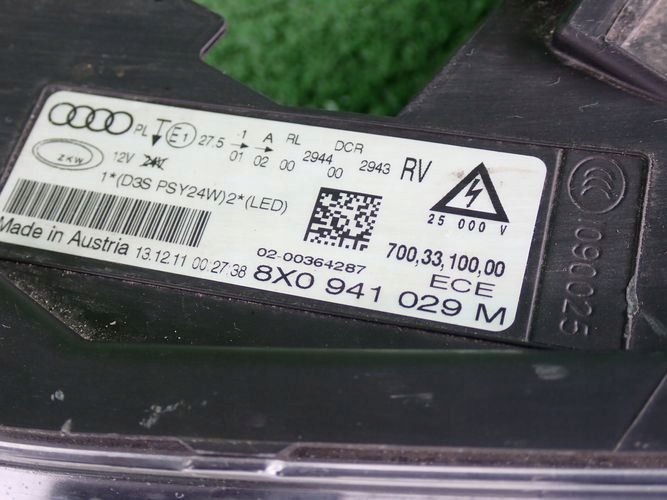 PL E1 27.5 1 A RL DCR
01 02 00 2944 00 2943 RV
ZKW 12V 24V
1*(D3S PSY24W)2*(LED)
25 000 V
Made in Austria 13.12.11 00:27:38
02-00364287
700,33,100,00
ECE
8X0 941 029 M
CCC
090025